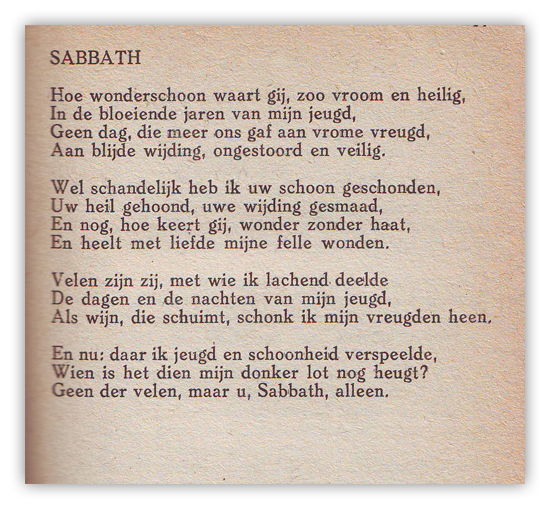 SABBATH
Hoe wonderschoon waart gij, zoo vroom en heilig,
In de bloeiende jaren van mijn jeugd,
Geen dag, die meer ons gaf aan vrome vreugd,
Aan blijde wijding, ongestoord en veilig.
Wel schandelijk heb ik uw schoon geschonden,
Uw heil gehoond, uwe wijding gesmaad,
En nog, hoe keert gij, wonder zonder haat,
En heelt met liefde mijne felle wonden.
Velen zijn zij, met wie ik lachend deelde
De dagen en de nachten van mijn jeugd,
Als wijn, die schuimt, schonk ik mijn vreugden heen.
En nu: daar ik jeugd en schoonheid verspeelde,
Wien is het dien mijn donker lot nog heugt?
Geen der velen, maar u, Sabbath, alleen.